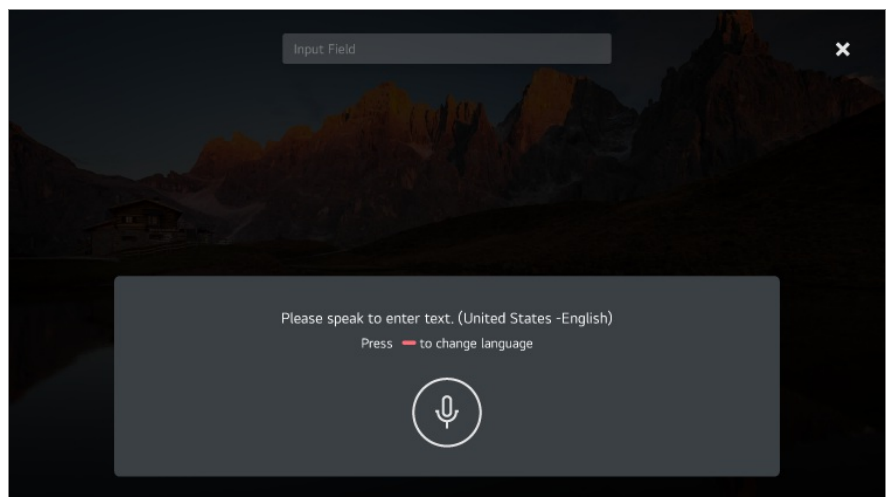 Input Field
Please speak to enter text. (United States -English)
Press to change language